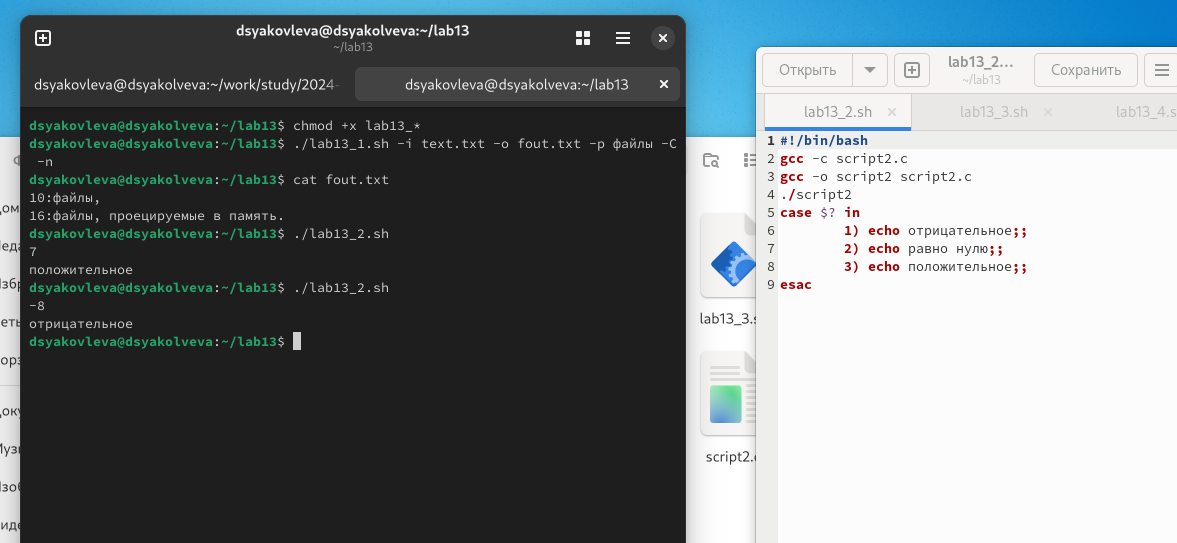 dsyakovleva@dsyakolveva:~/lab13
~/lab13
dsyakovleva@dsyakolveva:~/work/study/2024-
dsyakovleva@dsyakolveva:~/lab13
dsyakovleva@dsyakolveva:~/lab13$ chmod +x lab13_*
dsyakovleva@dsyakolveva:~/lab13$ ./lab13_1.sh -i text.txt -o fout.txt -p файлы -C
-n
dsyakovleva@dsyakolveva:~/lab13$ cat fout.txt
10:файлы,
16:файлы, проецируемые в память.
dsyakovleva@dsyakolveva:~/lab13$ ./lab13_2.sh
7
положительное
dsyakovleva@dsyakolveva:~/lab13$ ./lab13_2.sh
-8
отрицательное
dsyakovleva@dsyakolveva:~/lab13$
lab13_3.s
script2.
Открыть
lab13_2...
~/lab13
Сохранить
lab13_2.sh
lab13_3.sh
lab13_4.s
1 #!/bin/bash
2 gcc -c script2.c
3 gcc -o script2 script2.c
4 ./script2
5 case $? in
6 1) echo отрицательное;;
7 2) echo равно нулю;;
8 3) echo положительное;;
9 esac